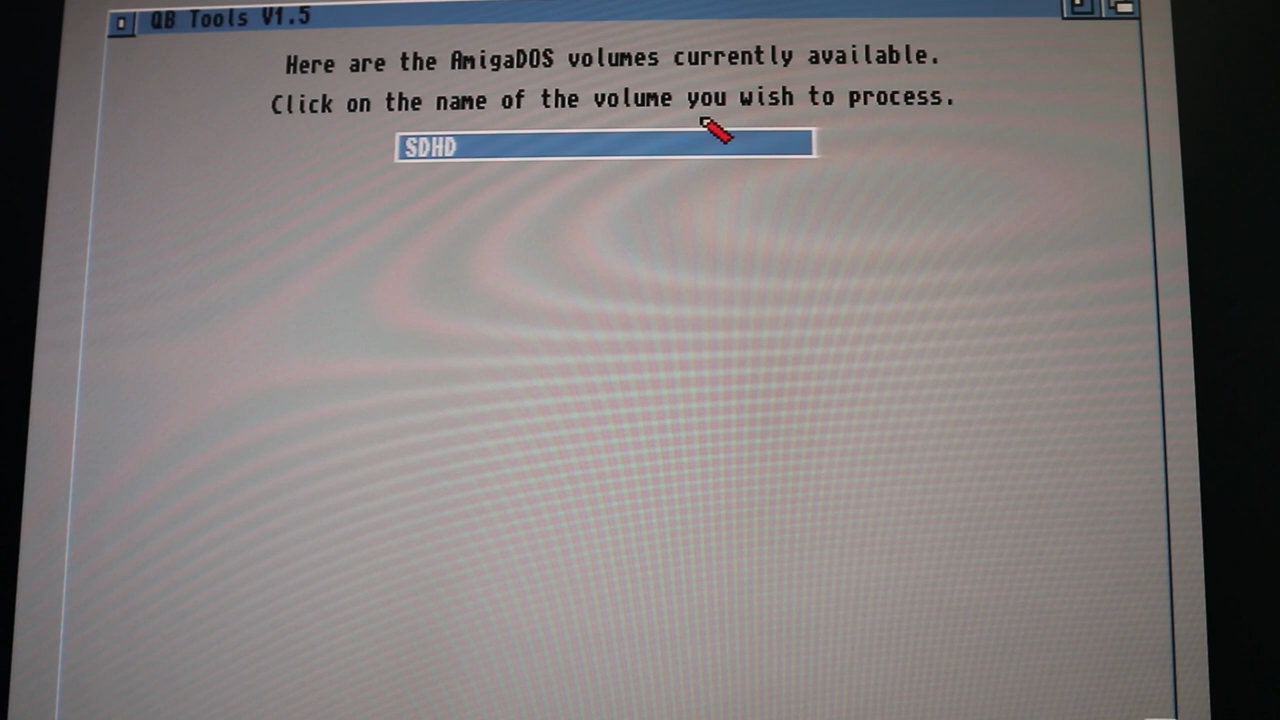 QB Tools V1.5
Here are the AmigaDOS volumes currently available.
Click on the name of the volume you wish to process.
SDHD